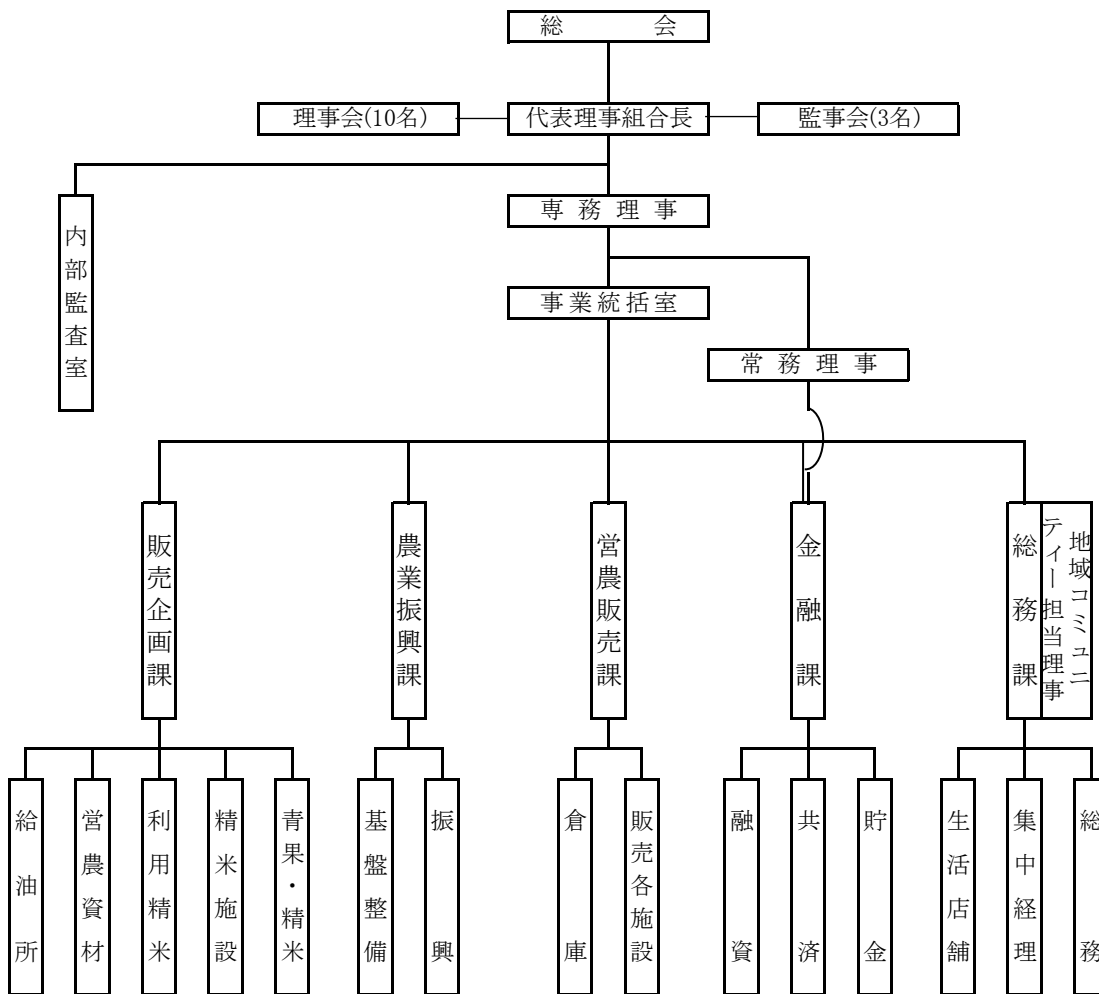 総会
理事会(10名)
代表理事組合長
監事会(3名)
専務理事
内部監査室
事業統括室
常務理事
販売企画課
農業振興課
営農販売課
金融課
総務課
地域コミュニ
ティー担当理事
給油所
営農資材
利用精米
精米施設
青果・精米
基盤整備
振興
倉庫
販売各施設
融資
共済
貯金
生活店舗
集中経理
総務